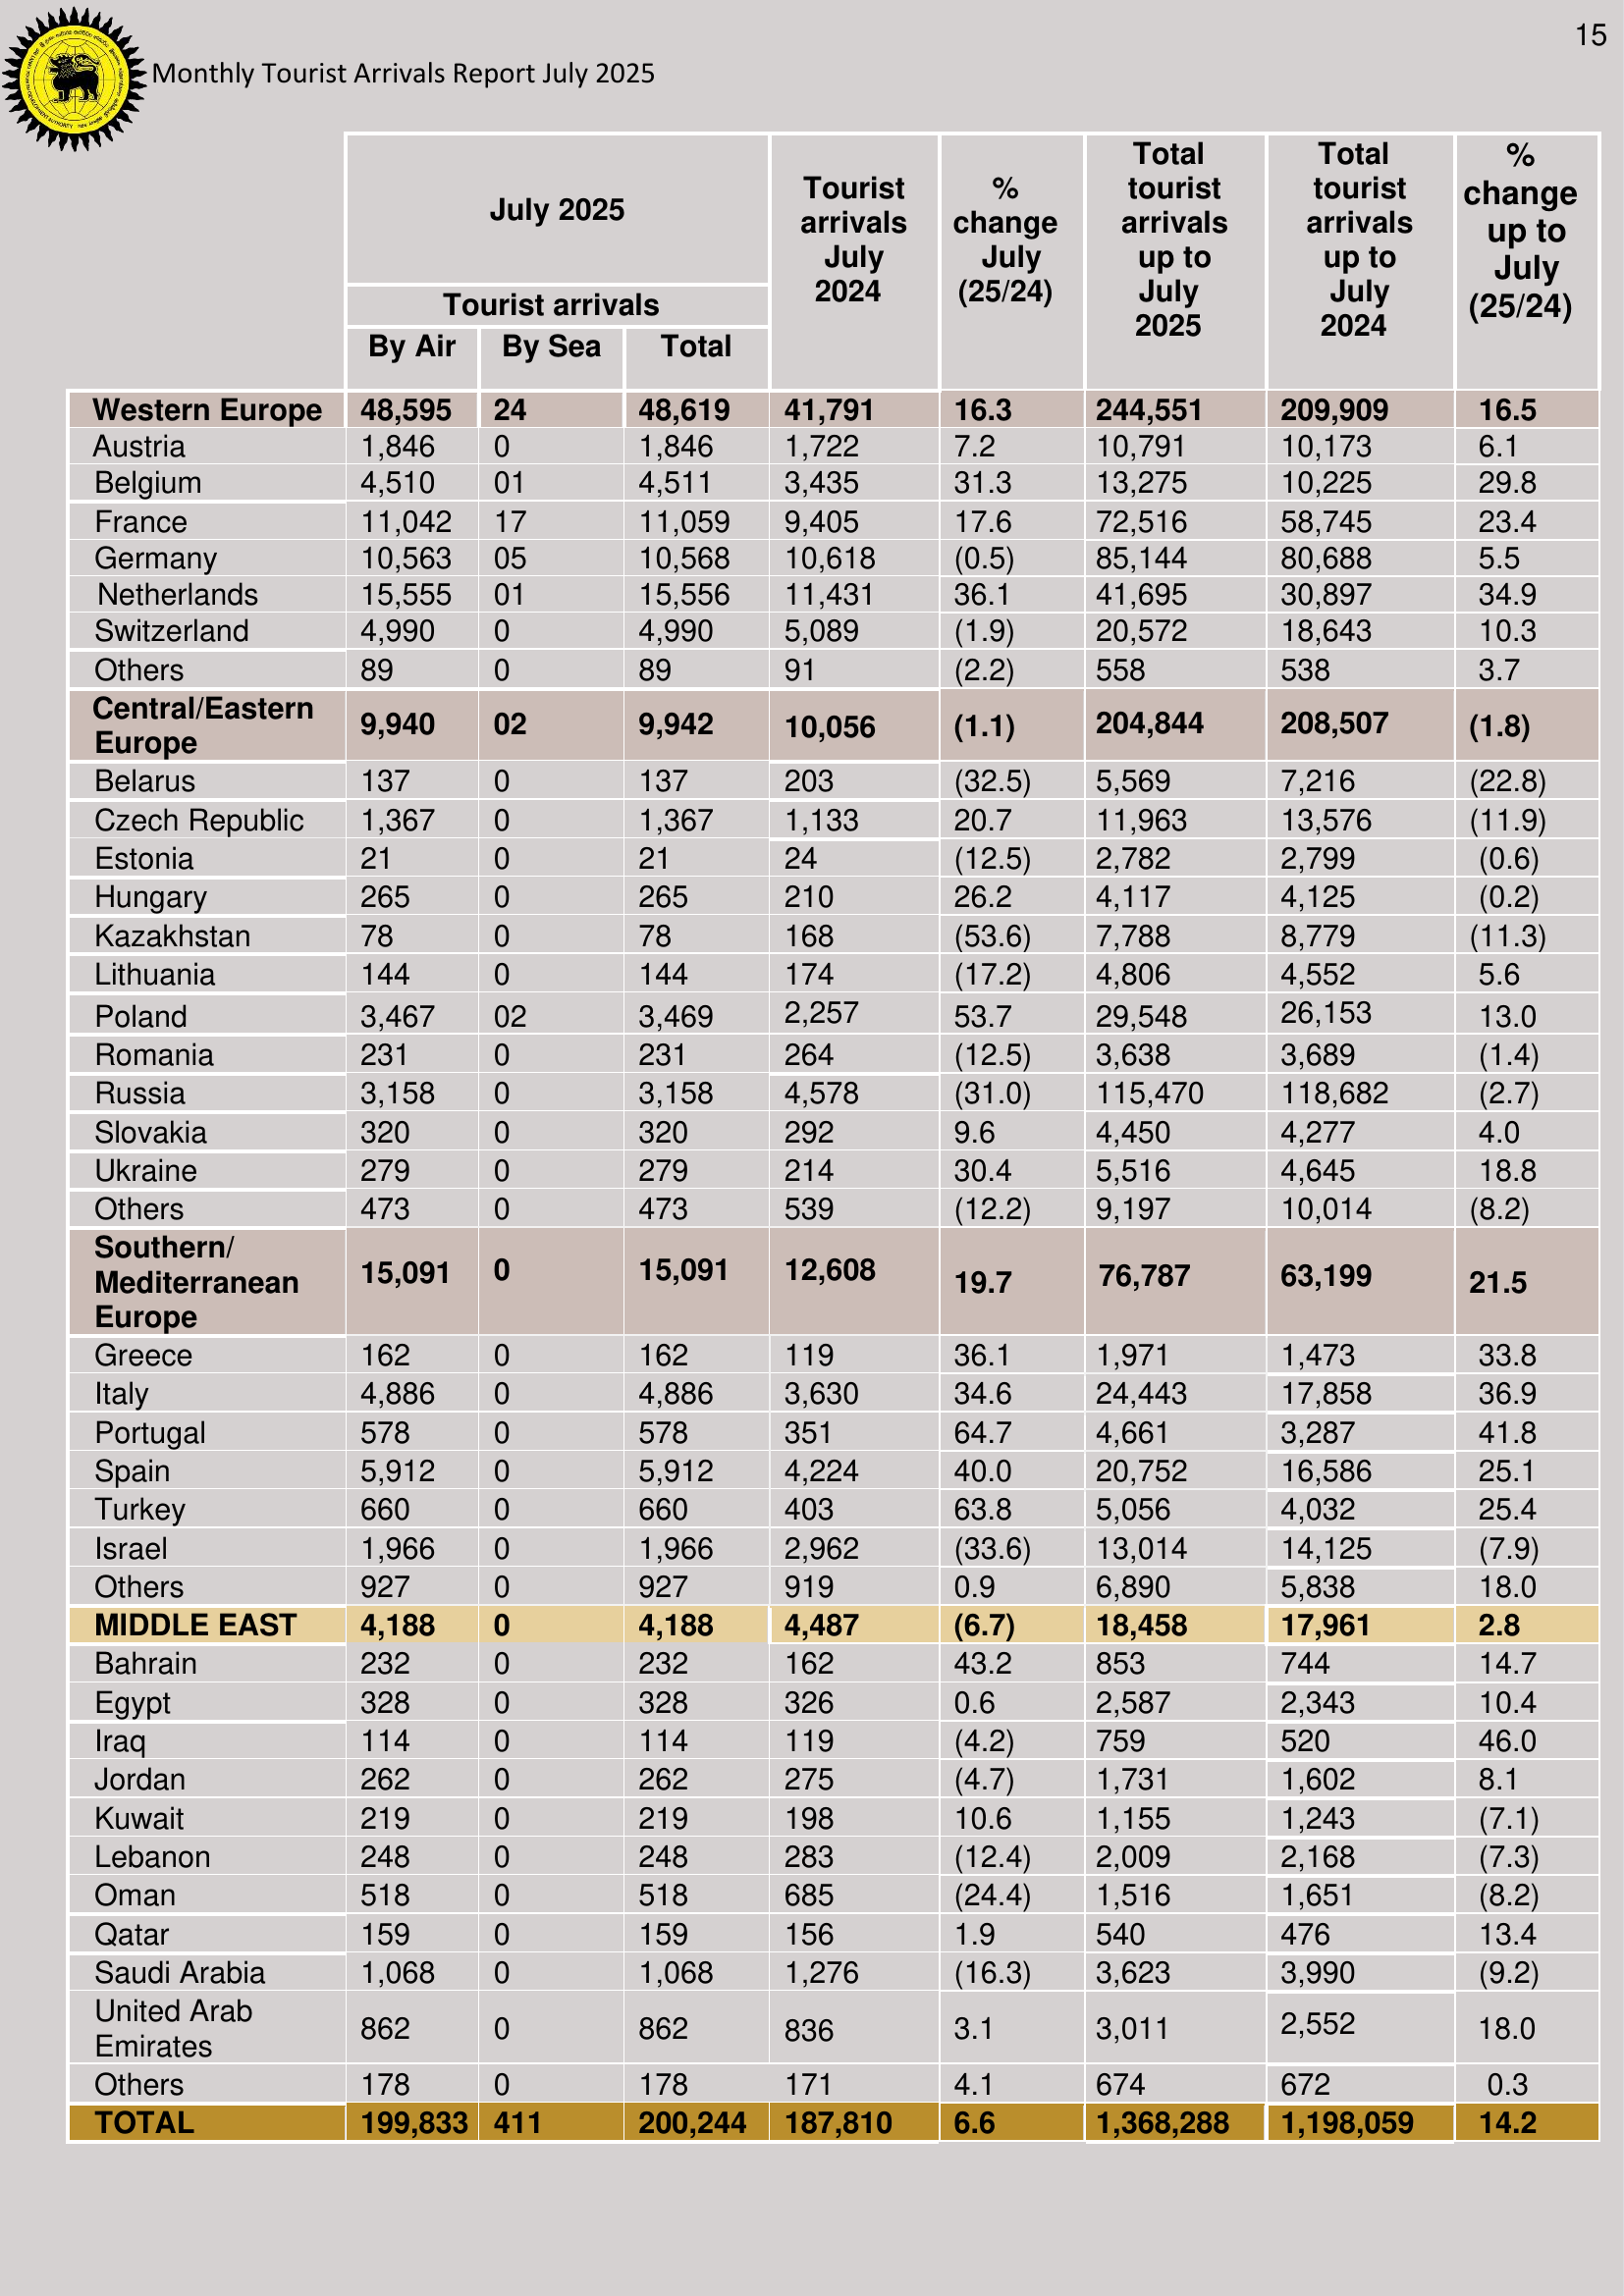 15
Monthly Tourist Arrivals Report July 2025
July 2025
Tourist arrivals
By Air By Sea Total
Tourist
arrivals
July
2024
%
change
July
(25/24)
Total
tourist
arrivals
up to
July
2025
Total
tourist
arrivals
up to
July
2024
%
change
up to
July
(25/24)
Western Europe 48,595 24 48,619 41,791 16.3 244,551 209,909 16.5
Austria 1,846 0 1,846 1,722 7.2 10,791 10,173 6.1
Belgium 4,510 01 4,511 3,435 31.3 13,275 10,225 29.8
France 11,042 17 11,059 9,405 17.6 72,516 58,745 23.4
Germany 10,563 05 10,568 10,618 (0.5) 85,144 80,688 5.5
Netherlands 15,555 01 15,556 11,431 36.1 41,695 30,897 34.9
Switzerland 4,990 0 4,990 5,089 (1.9) 20,572 18,643 10.3
Others 89 0 89 91 (2.2) 558 538 3.7
Central/Eastern
Europe 9,940 02 9,942 10,056 (1.1) 204,844 208,507 (1.8)
Belarus 137 0 137 203 (32.5) 5,569 7,216 (22.8)
Czech Republic 1,367 0 1,367 1,133 20.7 11,963 13,576 (11.9)
Estonia 21 0 21 24 (12.5) 2,782 2,799 (0.6)
Hungary 265 0 265 210 26.2 4,117 4,125 (0.2)
Kazakhstan 78 0 78 168 (53.6) 7,788 8,779 (11.3)
Lithuania 144 0 144 174 (17.2) 4,806 4,552 5.6
Poland 3,467 02 3,469 2,257 53.7 29,548 26,153 13.0
Romania 231 0 231 264 (12.5) 3,638 3,689 (1.4)
Russia 3,158 0 3,158 4,578 (31.0) 115,470 118,682 (2.7)
Slovakia 320 0 320 292 9.6 4,450 4,277 4.0
Ukraine 279 0 279 214 30.4 5,516 4,645 18.8
Others 473 0 473 539 (12.2) 9,197 10,014 (8.2)
Southern/
Mediterranean
Europe 15,091 0 15,091 12,608 19.7 76,787 63,199 21.5
Greece 162 0 162 119 36.1 1,971 1,473 33.8
Italy 4,886 0 4,886 3,630 34.6 24,443 17,858 36.9
Portugal 578 0 578 351 64.7 4,661 3,287 41.8
Spain 5,912 0 5,912 4,224 40.0 20,752 16,586 25.1
Turkey 660 0 660 403 63.8 5,056 4,032 25.4
Israel 1,966 0 1,966 2,962 (33.6) 13,014 14,125 (7.9)
Others 927 0 927 919 0.9 6,890 5,838 18.0
MIDDLE EAST 4,188 0 4,188 4,487 (6.7) 18,458 17,961 2.8
Bahrain 232 0 232 162 43.2 853 744 14.7
Egypt 328 0 328 326 0.6 2,587 2,343 10.4
Iraq 114 0 114 119 (4.2) 759 520 46.0
Jordan 262 0 262 275 (4.7) 1,731 1,602 8.1
Kuwait 219 0 219 198 10.6 1,155 1,243 (7.1)
Lebanon 248 0 248 283 (12.4) 2,009 2,168 (7.3)
Oman 518 0 518 685 (24.4) 1,516 1,651 (8.2)
Qatar 159 0 159 156 1.9 540 476 13.4
Saudi Arabia 1,068 0 1,068 1,276 (16.3) 3,623 3,990 (9.2)
United Arab
Emirates 862 0 862 836 3.1 3,011 2,552 18.0
Others 178 0 178 171 4.1 674 672 0.3
TOTAL 199,833 411 200,244 187,810 6.6 1,368,288 1,198,059 14.2